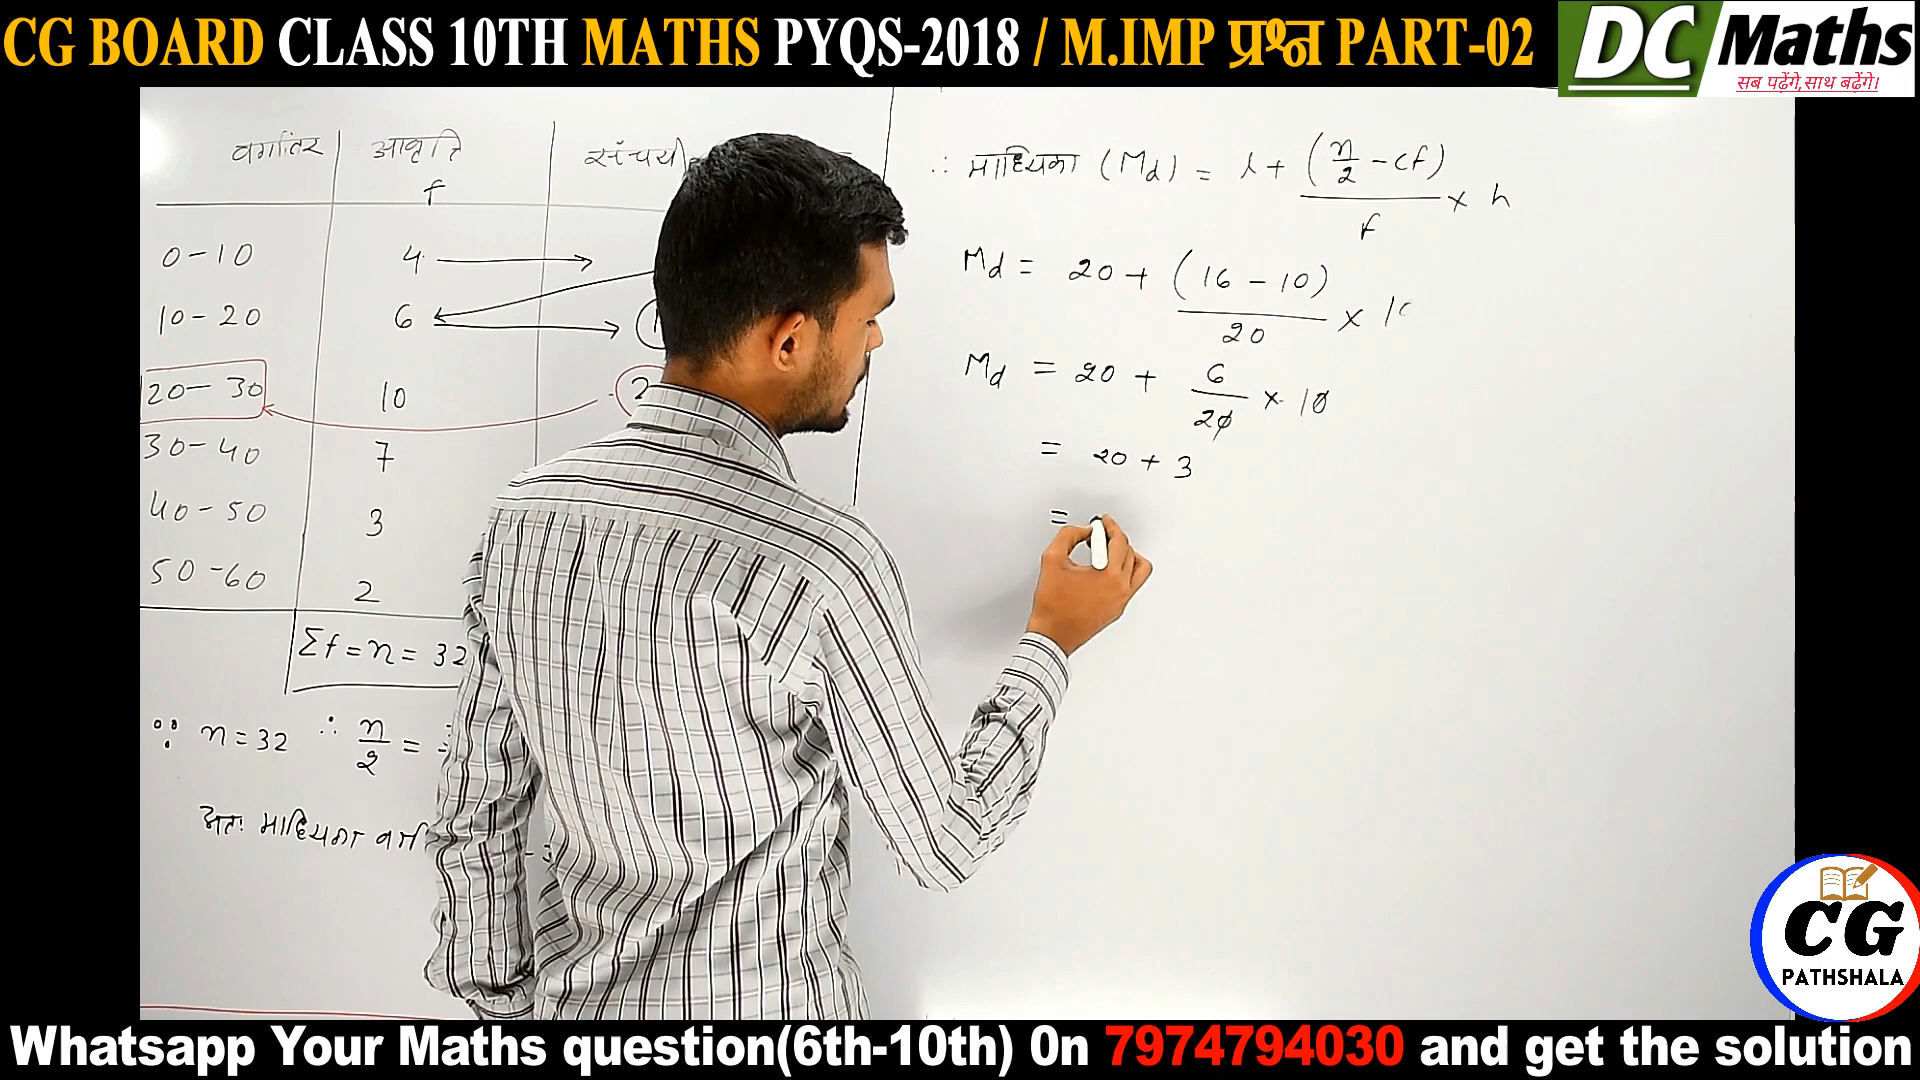 CG BOARD CLASS 10TH MATHS PYQS-2018 / M.IMP प्रश्न PART-02
DC Maths
सब पढ़ेंगे,साथ बढ़ेंगे।
वर्गांतर आवृत्ति संचयी
f
0-10 4
10-20 6
20-30 10 2
30-40 7
40-50 3
50-60 2
Σf = n = 32
∵ n = 32 ∴ n/2 =
अतः माध्यिका वर्ग
∴ माध्यिका (Md) = l + (n/2 - cf)/f × h
Md = 20 + (16 - 10)/20 × 10
Md = 20 + 6/20 × 10
= 20 + 3
=
CG
PATHSHALA
Whatsapp Your Maths question(6th-10th) 0n 7974794030 and get the solution